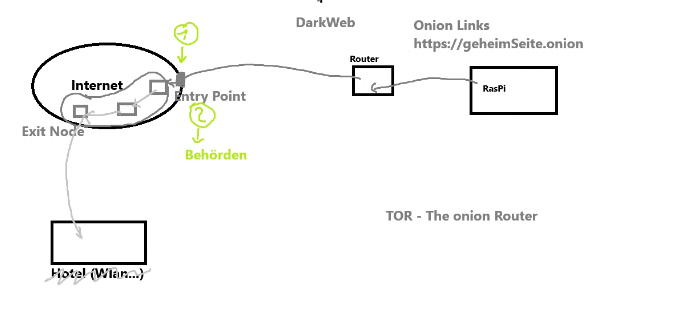 DarkWeb
Onion Links
https://geheimSeite.onion
1
Router
Internet
RasPi
Entry Point
2
Exit Node
Behörden
TOR - The onion Router
Hotel (Wlan...)